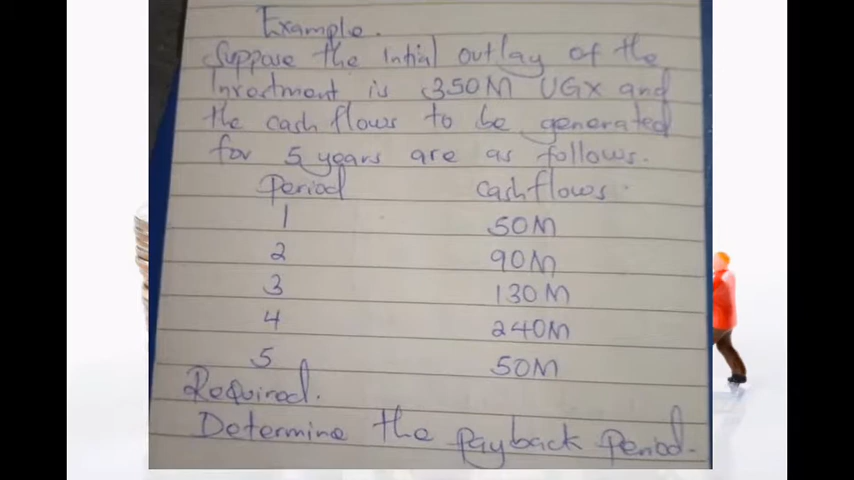 Example.
Suppose the Intial outlay of the
Investment is 350M UGX and
the cash flows to be generated
for 5 years are as follows.
Period cashflows.
1 50M
2 90M
3 130M
4 240M
5 50M
Required.
Determine the payback period.